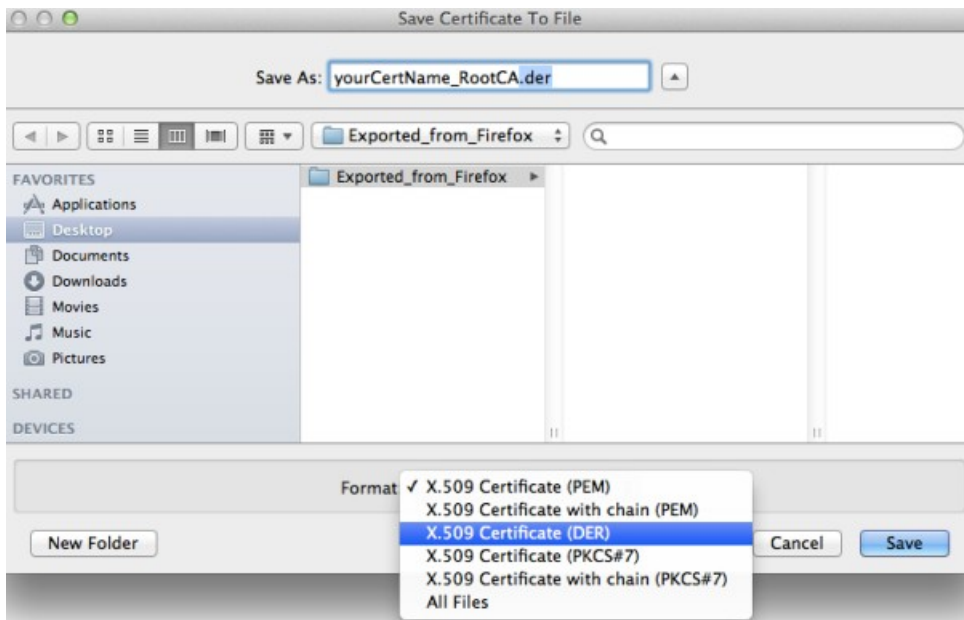 Save Certificate To File
Save As: yourCertName_RootCA.der
Exported_from_Firefox
FAVORITES
Applications
Desktop
Documents
Downloads
Movies
Music
Pictures
SHARED
DEVICES
Exported_from_Firefox
Format
✓ X.509 Certificate (PEM)
X.509 Certificate with chain (PEM)
X.509 Certificate (DER)
X.509 Certificate (PKCS#7)
X.509 Certificate with chain (PKCS#7)
All Files
New Folder
Cancel
Save